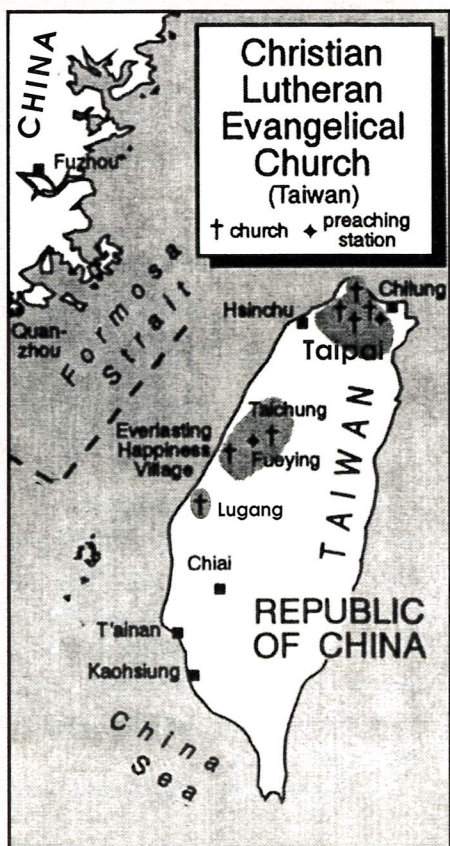 CHINA
Christian
Lutheran
Evangelical
Church
(Taiwan)
† church ✦ preaching
station
Fuzhou
Quan-
zhou
Formosa
Strait
Chilung
Hsinchu
Taipai
Taichung
Everlasting
Happiness
Village
Fueying
Lugang
TAIWAN
Chiai
REPUBLIC
OF CHINA
T'ainan
Kaohsiung
China
Sea